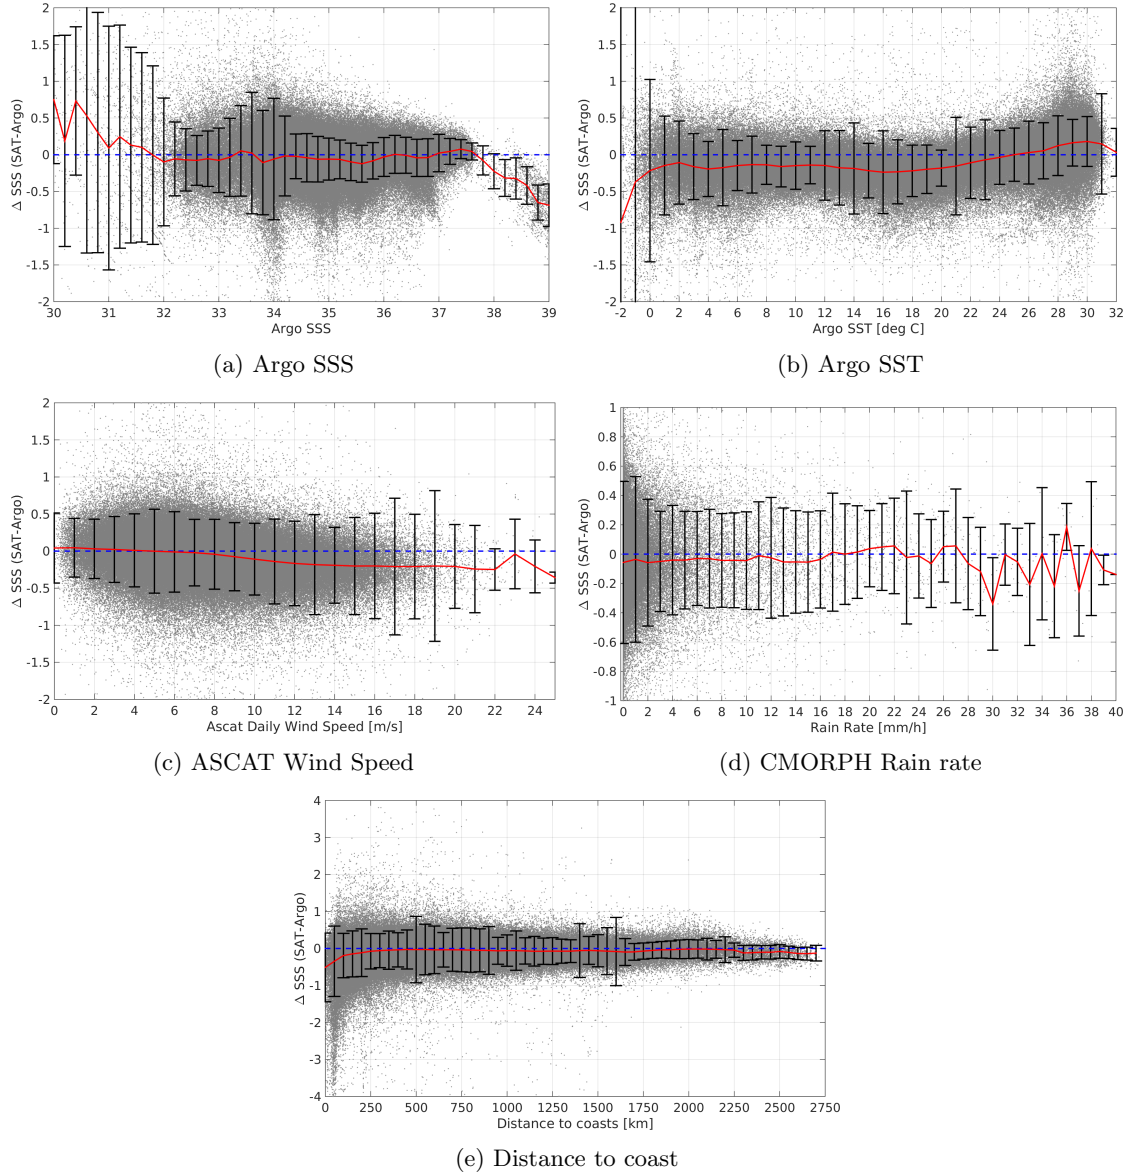 2
1.5
1
0.5
0
-0.5
-1
-1.5
-2
Δ SSS (SAT-Argo)
30 31 32 33 34 35 36 37 38 39
Argo SSS
(a) Argo SSS
2
1.5
1
0.5
0
-0.5
-1
-1.5
-2
Δ SSS (SAT-Argo)
-2 0 2 4 6 8 10 12 14 16 18 20 22 24 26 28 30 32
Argo SST [deg C]
(b) Argo SST
2
1.5
1
0.5
0
-0.5
-1
-1.5
-2
Δ SSS (SAT-Argo)
0 2 4 6 8 10 12 14 16 18 20 22 24
Ascat Daily Wind Speed [m/s]
(c) ASCAT Wind Speed
1
0.8
0.6
0.4
0.2
0
-0.2
-0.4
-0.6
-0.8
-1
Δ SSS (SAT-Argo)
0 2 4 6 8 10 12 14 16 18 20 22 24 26 28 30 32 34 36 38 40
Rain Rate [mm/h]
(d) CMORPH Rain rate
4
3
2
1
0
-1
-2
-3
-4
Δ SSS (SAT-Argo)
0 250 500 750 1000 1250 1500 1750 2000 2250 2500 2750
Distance to coasts [km]
(e) Distance to coast